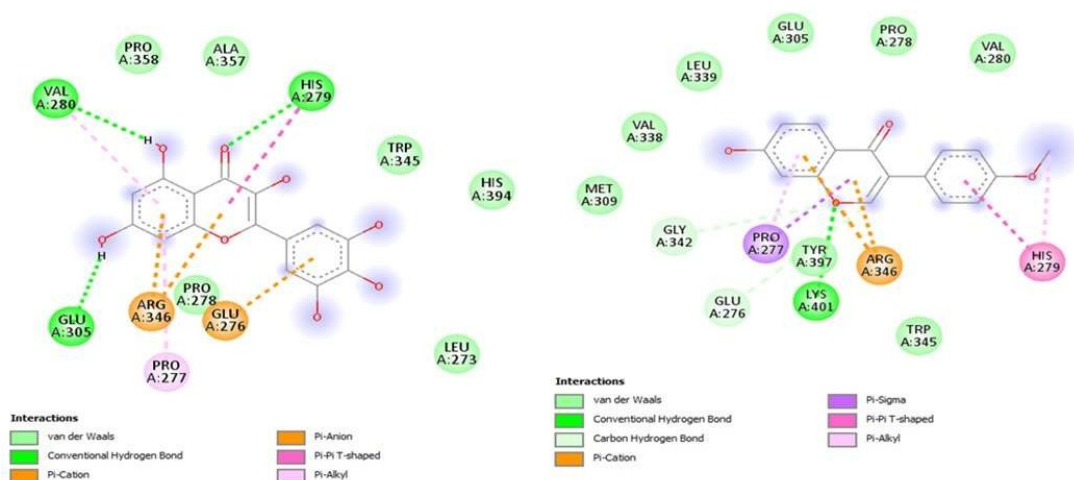 PRO
A:358
ALA
A:357
VAL
A:280
HIS
A:279
H
O
O
O
TRP
A:345
HIS
A:394
O
H
O
O
O
O
PRO
A:278
GLU
A:305
ARG
A:346
GLU
A:276
LEU
A:273
PRO
A:277
Interactions
van der Waals
Conventional Hydrogen Bond
Pi-Cation
Pi-Anion
Pi-Pi T-shaped
Pi-Alkyl
GLU
A:305
PRO
A:278
VAL
A:280
LEU
A:339
VAL
A:338
O
O
MET
A:309
O
O
GLY
A:342
PRO
A:277
TYR
A:397
ARG
A:346
HIS
A:279
GLU
A:276
LYS
A:401
TRP
A:345
Interactions
van der Waals
Conventional Hydrogen Bond
Carbon Hydrogen Bond
Pi-Cation
Pi-Sigma
Pi-Pi T-shaped
Pi-Alkyl